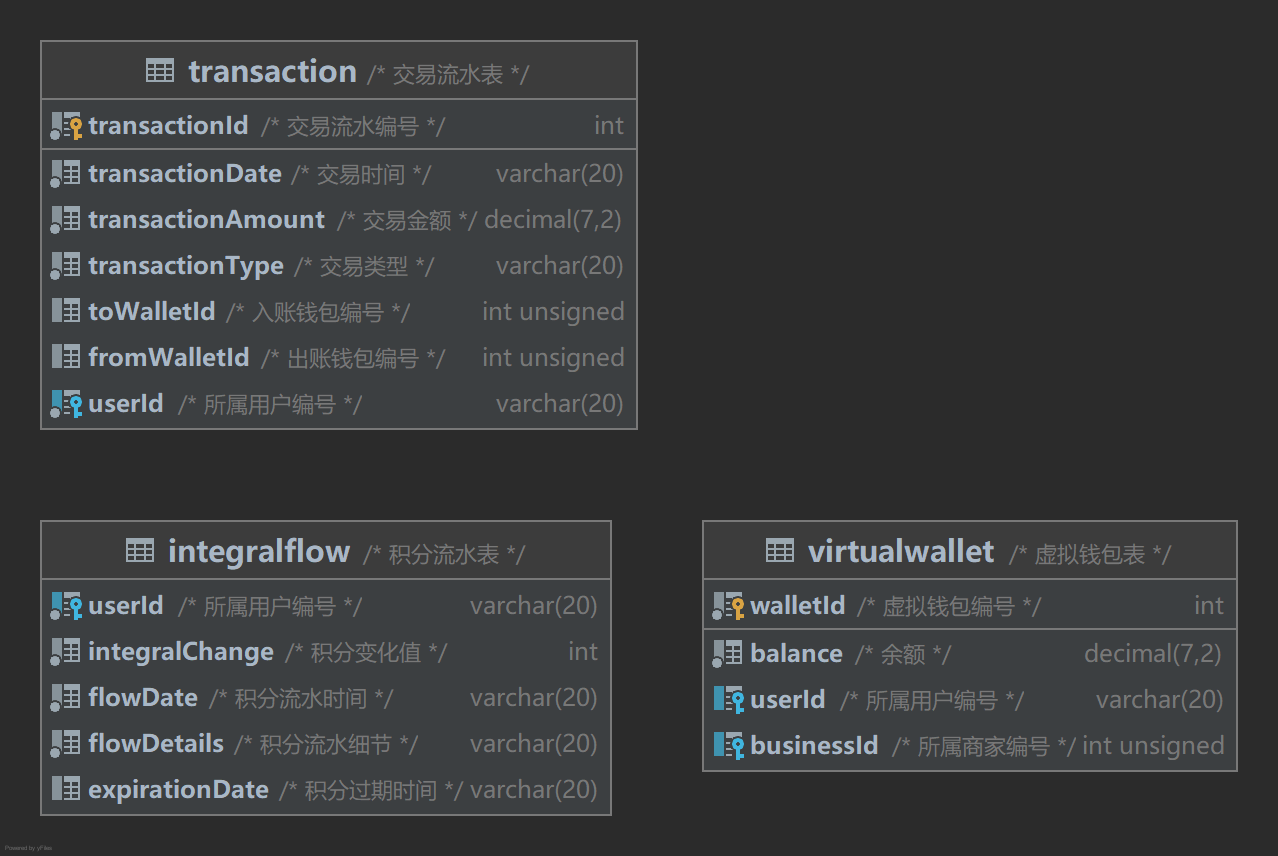 transaction /* 交易流水表 */
transactionId /* 交易流水编号 */ int
transactionDate /* 交易时间 */ varchar(20)
transactionAmount /* 交易金额 */ decimal(7,2)
transactionType /* 交易类型 */ varchar(20)
toWalletId /* 入账钱包编号 */ int unsigned
fromWalletId /* 出账钱包编号 */ int unsigned
userId /* 所属用户编号 */ varchar(20)
integralflow /* 积分流水表 */
userId /* 所属用户编号 */ varchar(20)
integralChange /* 积分变化值 */ int
flowDate /* 积分流水时间 */ varchar(20)
flowDetails /* 积分流水细节 */ varchar(20)
expirationDate /* 积分过期时间 */ varchar(20)
virtualwallet /* 虚拟钱包表 */
walletId /* 虚拟钱包编号 */ int
balance /* 余额 */ decimal(7,2)
userId /* 所属用户编号 */ varchar(20)
businessId /* 所属商家编号 */ int unsigned
Powered by yFiles